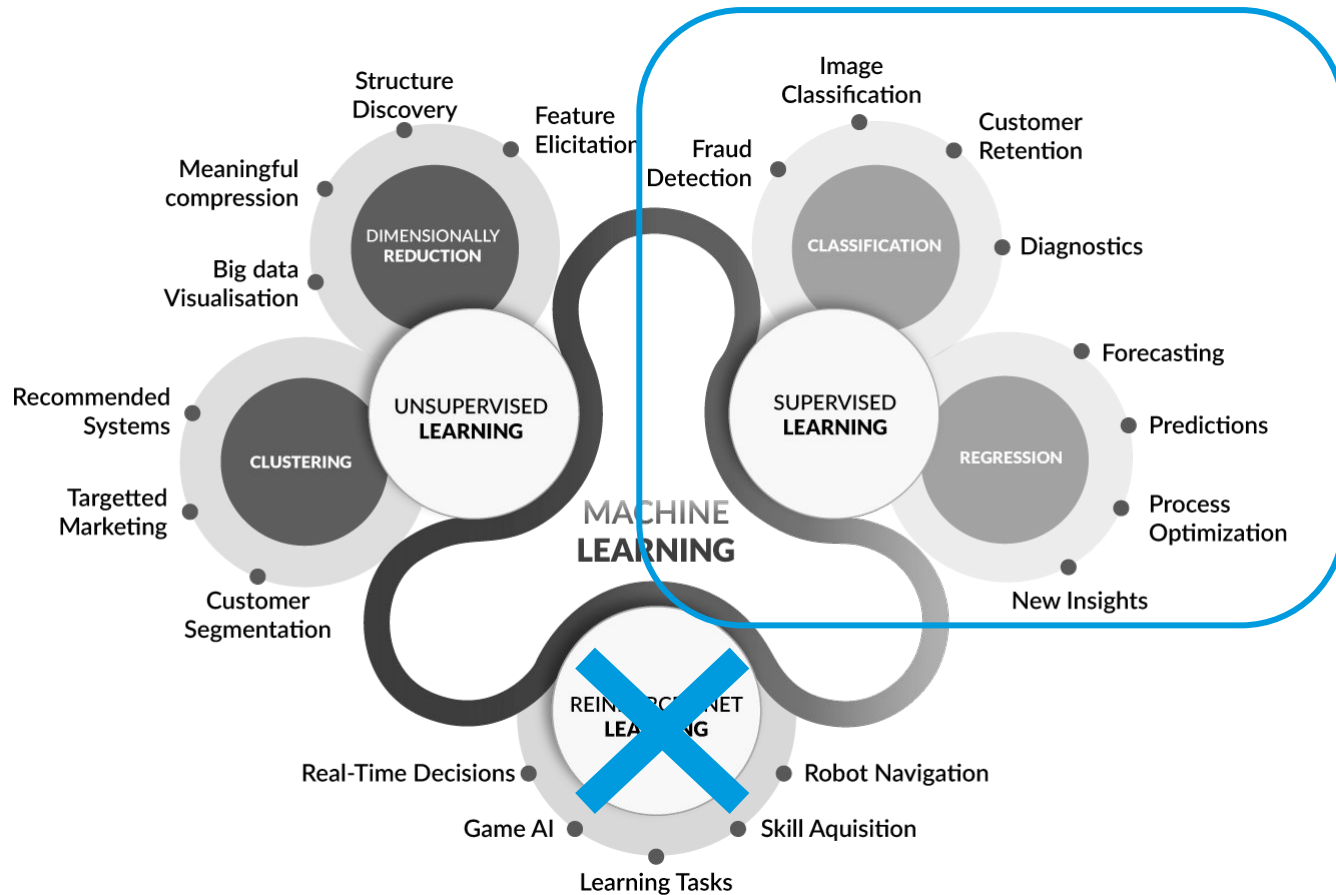 Structure
Discovery
Feature
Elicitation
Meaningful
compression
Big data
Visualisation
DIMENSIONALLY
REDUCTION
Recommended
Systems
Targetted
Marketing
Customer
Segmentation
CLUSTERING
UNSUPERVISED
LEARNING
Image
Classification
Customer
Retention
Fraud
Detection
Diagnostics
CLASSIFICATION
SUPERVISED
LEARNING
Forecasting
Predictions
Process
Optimization
New Insights
REGRESSION
MACHINE
LEARNING
LEARNING
Real-Time Decisions
Robot Navigation
Game AI
Skill Aquisition
Learning Tasks